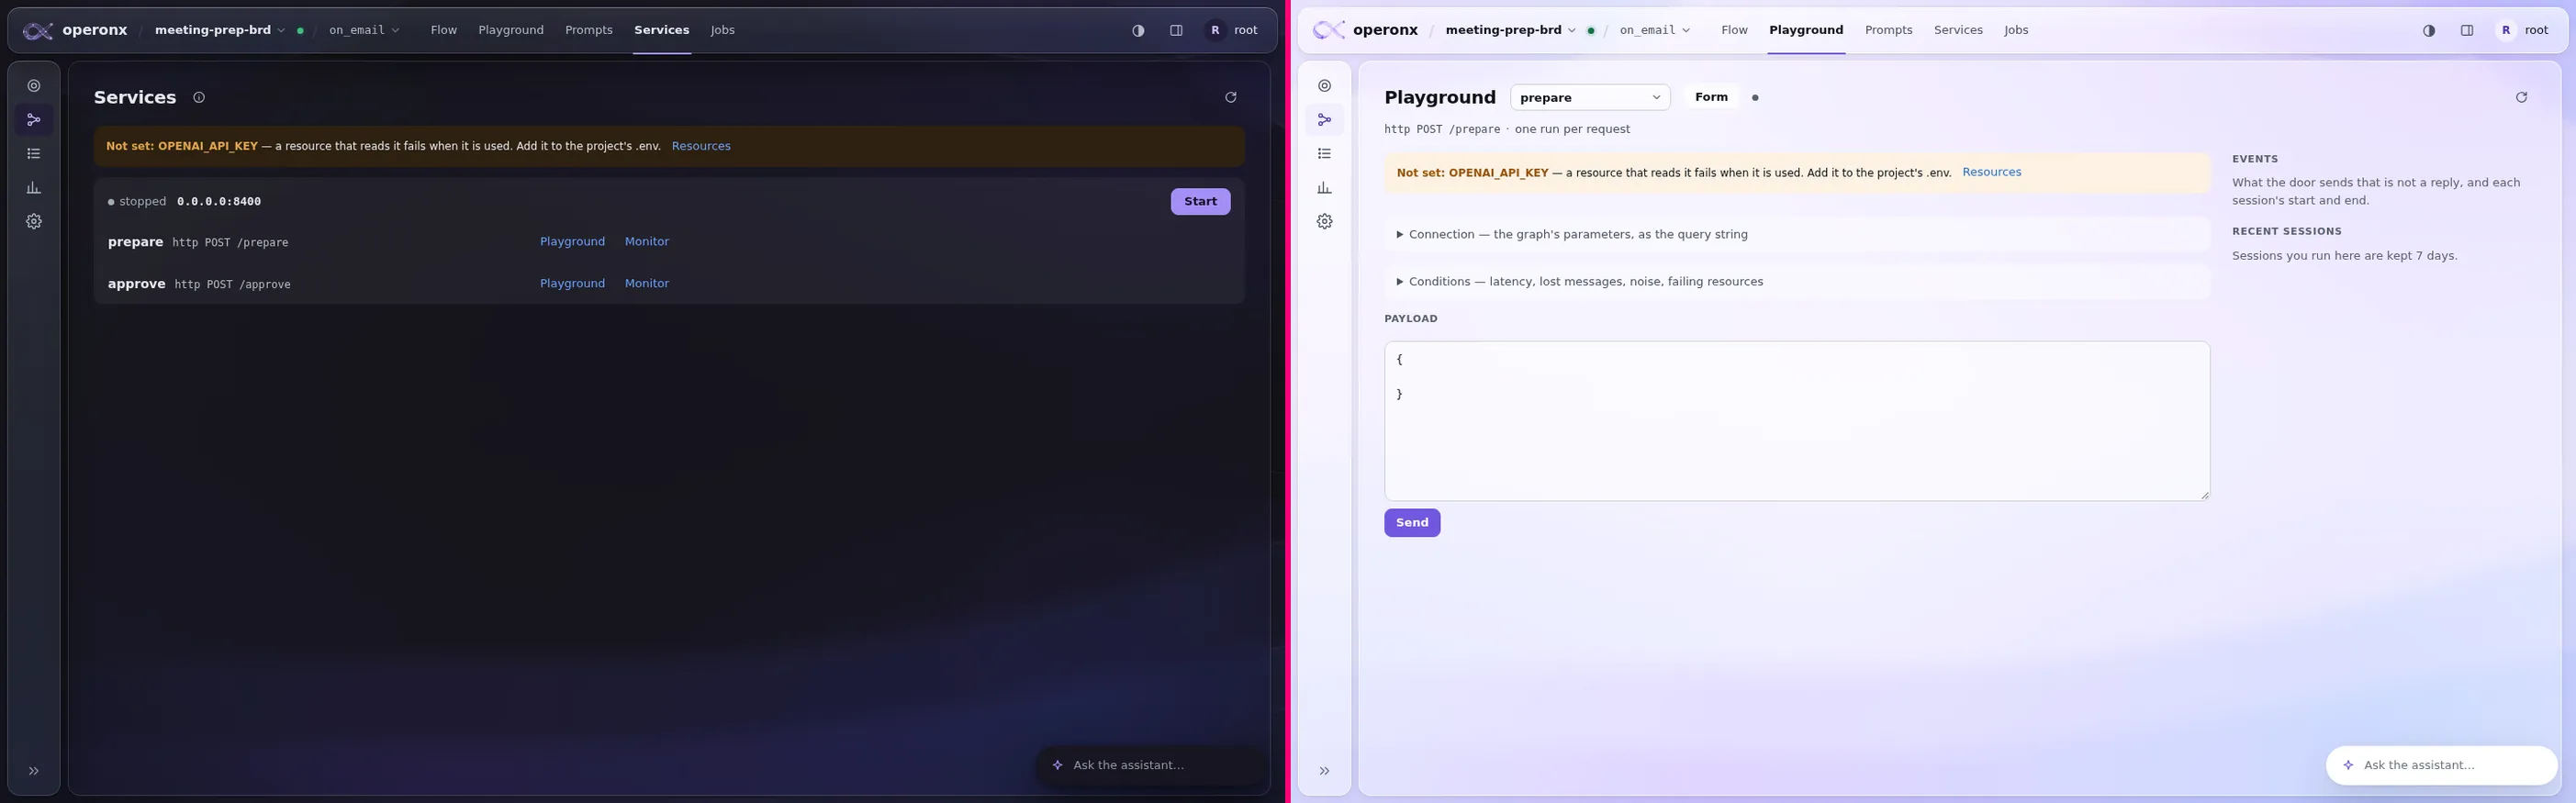 operonx / meeting-prep-brd / on_email Flow Playground Prompts Services Jobs R root
Services
Not set: OPENAI_API_KEY — a resource that reads it fails when it is used. Add it to the project's .env. Resources
stopped 0.0.0.0:8400 Start
prepare http POST /prepare Playground Monitor
approve http POST /approve Playground Monitor
Ask the assistant...
operonx / meeting-prep-brd / on_email Flow Playground Prompts Services Jobs R root
Playground prepare Form
http POST /prepare · one run per request
Not set: OPENAI_API_KEY — a resource that reads it fails when it is used. Add it to the project's .env. Resources
Connection — the graph's parameters, as the query string
Conditions — latency, lost messages, noise, failing resources
PAYLOAD
{
}
Send
EVENTS
What the door sends that is not a reply, and each
session's start and end.
RECENT SESSIONS
Sessions you run here are kept 7 days.
Ask the assistant...